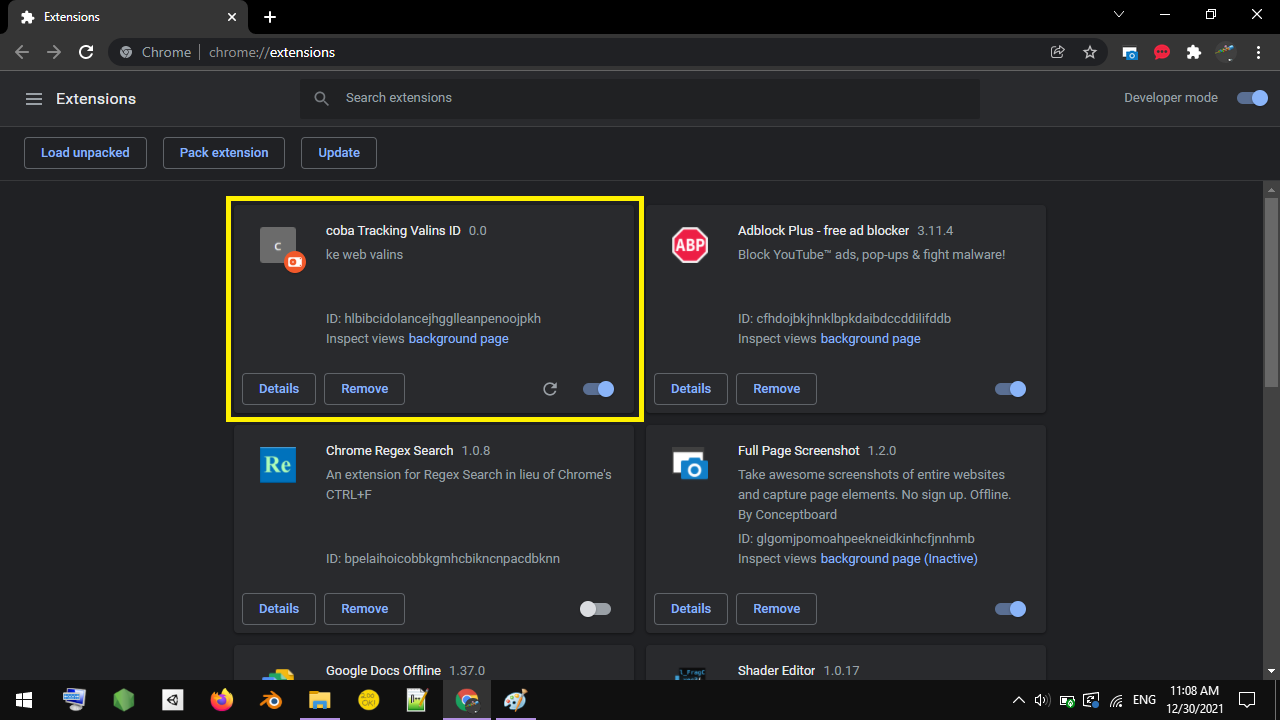 Extensions
Chrome
chrome://extensions
Extensions
Search extensions
Developer mode
Load unpacked
Pack extension
Update
c
coba Tracking Valins ID 0.0
ke web valins
ID: hlbibcidolancejhgglleanpenoojpkh
Inspect views background page
Details
Remove
ABP
Adblock Plus - free ad blocker 3.11.4
Block YouTube™ ads, pop-ups & fight malware!
ID: cfhdojbkjhnklbpkdaibdccddilifddb
Inspect views background page
Details
Remove
Re
Chrome Regex Search 1.0.8
An extension for Regex Search in lieu of Chrome's
CTRL+F
ID: bpelaihoicobbkgmhcbikncnpacdbknn
Details
Remove
Full Page Screenshot 1.2.0
Take awesome screenshots of entire websites
and capture page elements. No sign up. Offline.
By Conceptboard
ID: glgomjpomoahpeekneidkinhcfjnnhmb
Inspect views background page (Inactive)
Details
Remove
Google Docs Offline 1.37.0
Shader Editor 1.0.17
ENG
11:08 AM
12/30/2021